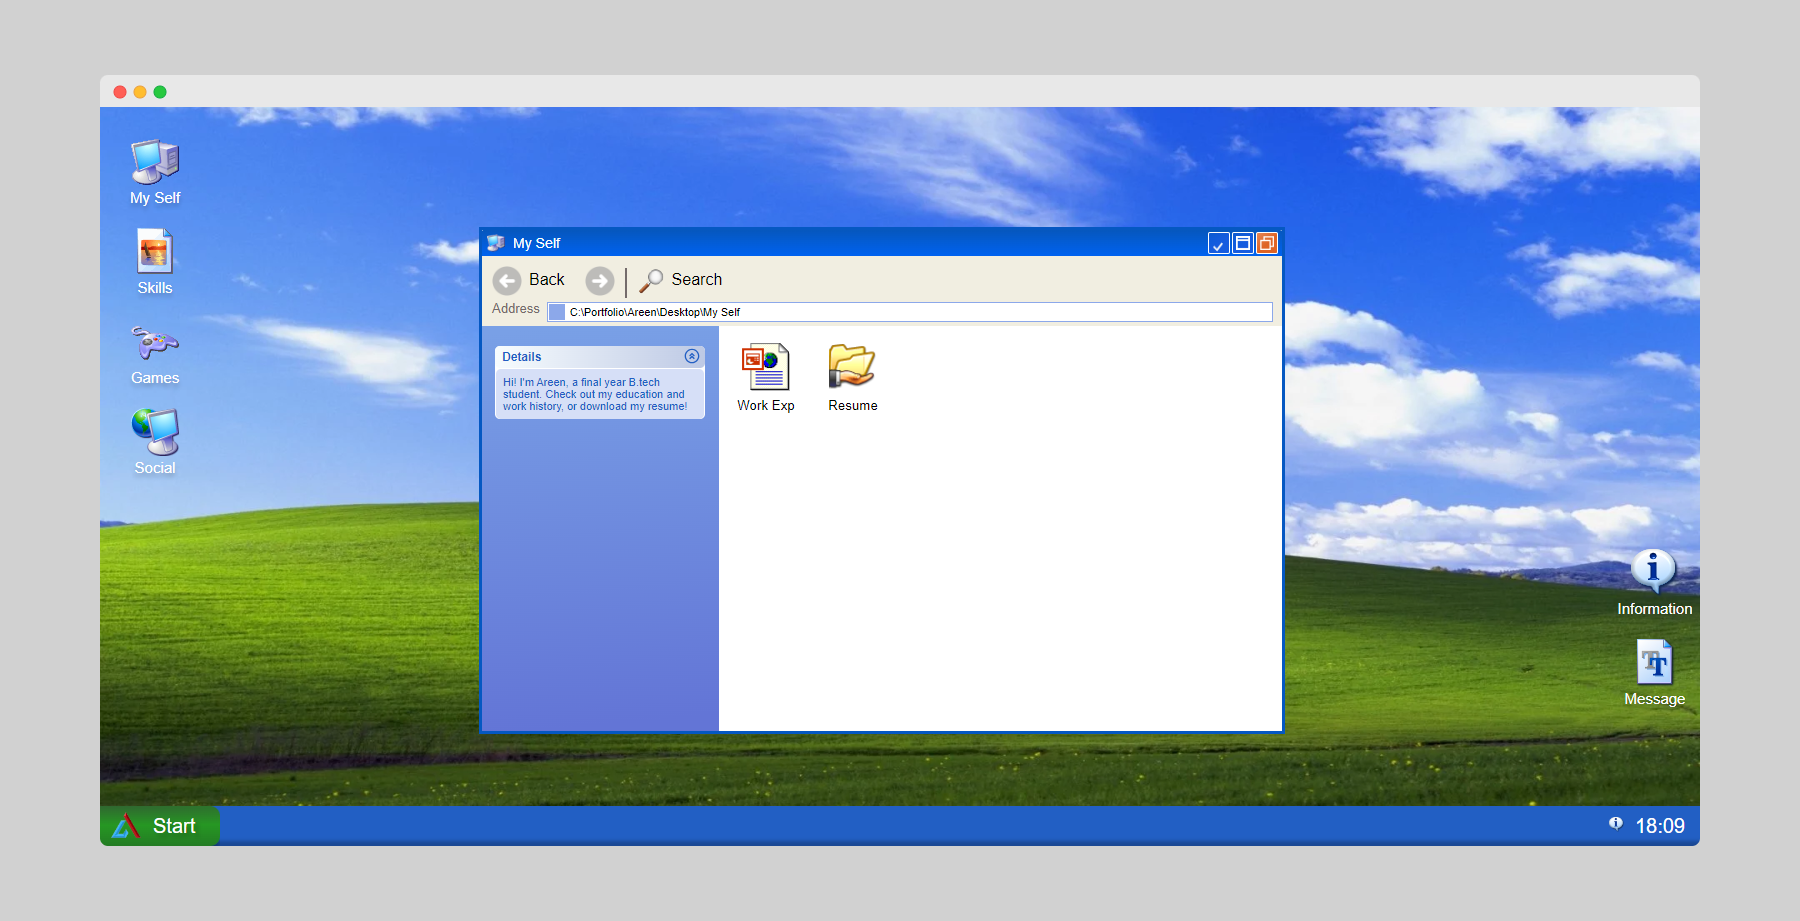 My Self
Skills
Games
Social
My Self
Back
Search
Address
C:\Portfolio\Areen\Desktop\My Self
Details
Hi! I'm Areen, a final year B.tech
student. Check out my education and
work history, or download my resume!
Work Exp
Resume
Information
Message
Start
18:09